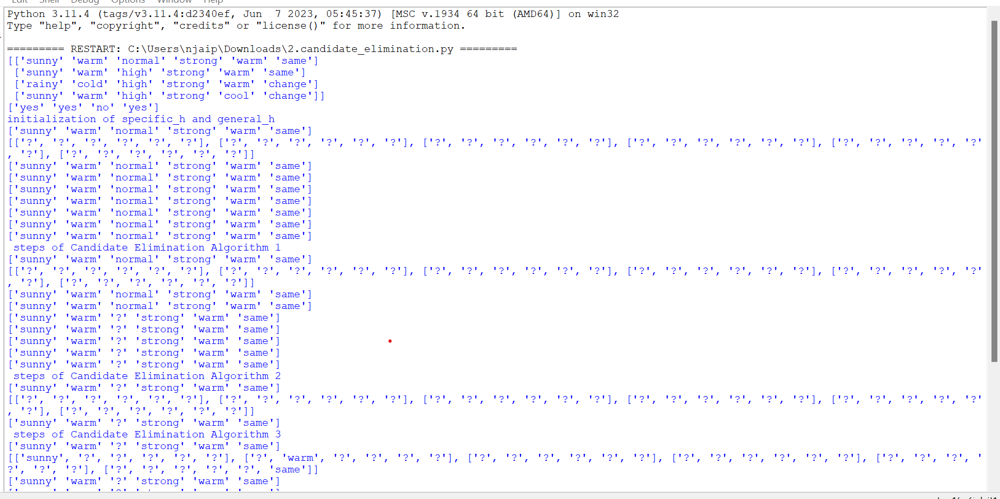 Edit Shell Debug Options Window Help
Python 3.11.4 (tags/v3.11.4:d2340ef, Jun  7 2023, 05:45:37) [MSC v.1934 64 bit (AMD64)] on win32
Type "help", "copyright", "credits" or "license()" for more information.
========= RESTART: C:\Users\njaip\Downloads\2.candidate_elimination.py =========
[['sunny' 'warm' 'normal' 'strong' 'warm' 'same']
 ['sunny' 'warm' 'high' 'strong' 'warm' 'same']
 ['rainy' 'cold' 'high' 'strong' 'warm' 'change']
 ['sunny' 'warm' 'high' 'strong' 'cool' 'change']]
['yes' 'yes' 'no' 'yes']
initialization of specific_h and general_h
['sunny' 'warm' 'normal' 'strong' 'warm' 'same']
[['?', '?', '?', '?', '?', '?'], ['?', '?', '?', '?', '?', '?'], ['?', '?', '?', '?', '?', '?'], ['?', '?', '?', '?', '?', '?'], ['?', '?', '?', '?', '?'
, '?'], ['?', '?', '?', '?', '?', '?']]
['sunny' 'warm' 'normal' 'strong' 'warm' 'same']
['sunny' 'warm' 'normal' 'strong' 'warm' 'same']
['sunny' 'warm' 'normal' 'strong' 'warm' 'same']
['sunny' 'warm' 'normal' 'strong' 'warm' 'same']
['sunny' 'warm' 'normal' 'strong' 'warm' 'same']
['sunny' 'warm' 'normal' 'strong' 'warm' 'same']
['sunny' 'warm' 'normal' 'strong' 'warm' 'same']
 steps of Candidate Elimination Algorithm 1
['sunny' 'warm' 'normal' 'strong' 'warm' 'same']
[['?', '?', '?', '?', '?', '?'], ['?', '?', '?', '?', '?', '?'], ['?', '?', '?', '?', '?', '?'], ['?', '?', '?', '?', '?', '?'], ['?', '?', '?', '?', '?'
, '?'], ['?', '?', '?', '?', '?', '?']]
['sunny' 'warm' 'normal' 'strong' 'warm' 'same']
['sunny' 'warm' 'normal' 'strong' 'warm' 'same']
['sunny' 'warm' '?' 'strong' 'warm' 'same']
['sunny' 'warm' '?' 'strong' 'warm' 'same']
['sunny' 'warm' '?' 'strong' 'warm' 'same']
['sunny' 'warm' '?' 'strong' 'warm' 'same']
['sunny' 'warm' '?' 'strong' 'warm' 'same']
 steps of Candidate Elimination Algorithm 2
['sunny' 'warm' '?' 'strong' 'warm' 'same']
[['?', '?', '?', '?', '?', '?'], ['?', '?', '?', '?', '?', '?'], ['?', '?', '?', '?', '?', '?'], ['?', '?', '?', '?', '?', '?'], ['?', '?', '?', '?', '?'
, '?'], ['?', '?', '?', '?', '?', '?']]
['sunny' 'warm' '?' 'strong' 'warm' 'same']
 steps of Candidate Elimination Algorithm 3
['sunny' 'warm' '?' 'strong' 'warm' 'same']
[['sunny', '?', '?', '?', '?', '?'], ['?', 'warm', '?', '?', '?', '?'], ['?', '?', '?', '?', '?', '?'], ['?', '?', '?', '?', '?', '?'], ['?', '?', '?', '
?', '?', '?'], ['?', '?', '?', '?', '?', 'same']]
['sunny' 'warm' '?' 'strong' 'warm' 'same']